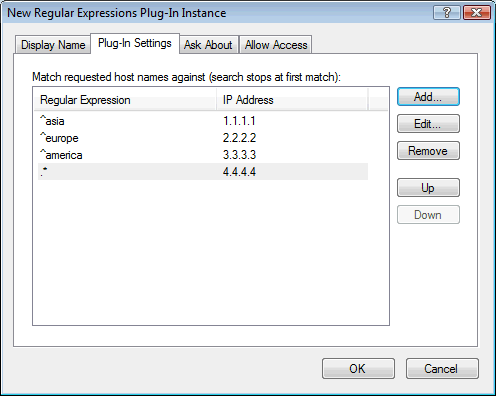 New Regular Expressions Plug-In Instance
Display Name Plug-In Settings Ask About Allow Access
Match requested host names against (search stops at first match):
Regular Expression IP Address
^asia 1.1.1.1
^europe 2.2.2.2
^america 3.3.3.3
.* 4.4.4.4
Add...
Edit...
Remove
Up
Down
OK Cancel